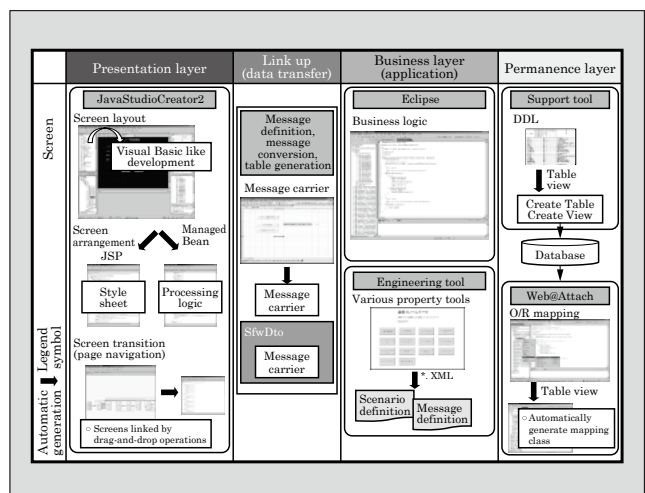 Presentation layer
Link up
(data transfer)
Business layer
(application)
Permanence layer
Screen
Legend
symbol
Automatic
generation
JavaStudioCreator2
Screen layout
Visual Basic like
development
Screen
arrangement
JSP
Managed
Bean
Style
sheet
Processing
logic
Screen transition
(page navigation)
○ Screens linked by
drag-and-drop operations
Message
definition,
message
conversion,
table generation
Message carrier
Message
carrier
SfwDto
Message
carrier
Eclipse
Business logic
Engineering tool
Various property tools
*. XML
Scenario
definition
Message
definition
Support tool
DDL
Table
view
Create Table
Create View
Database
Web@Attach
O/R mapping
Table view
○ Automatically
generate mapping
class